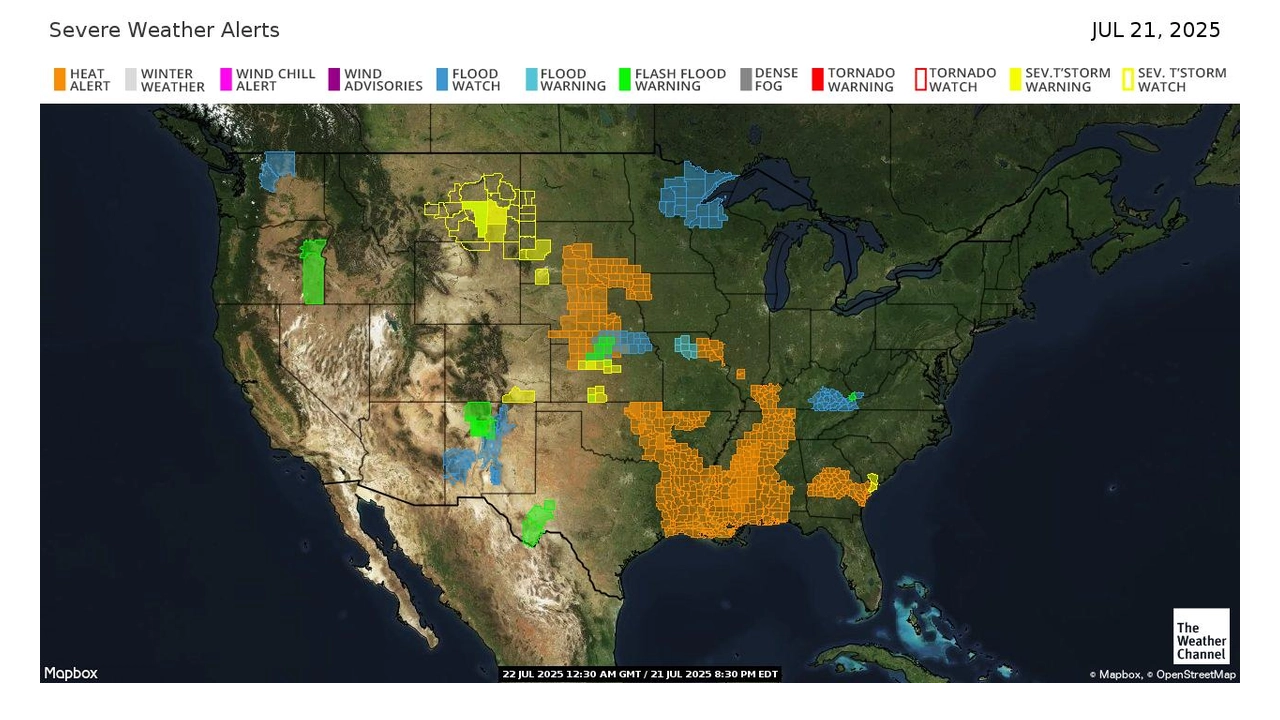 Severe Weather Alerts
JUL 21, 2025
HEAT
ALERT
WINTER
WEATHER
WIND CHILL
ALERT
WIND
ADVISORIES
FLOOD
WATCH
FLOOD
WARNING
FLASH FLOOD
WARNING
DENSE
FOG
TORNADO
WARNING
TORNADO
WATCH
SEV.T'STORM
WARNING
SEV. T'STORM
WATCH
The
Weather
Channel
Mapbox
22 JUL 2025 12:30 AM GMT / 21 JUL 2025 8:30 PM EDT
© Mapbox, © OpenStreetMap